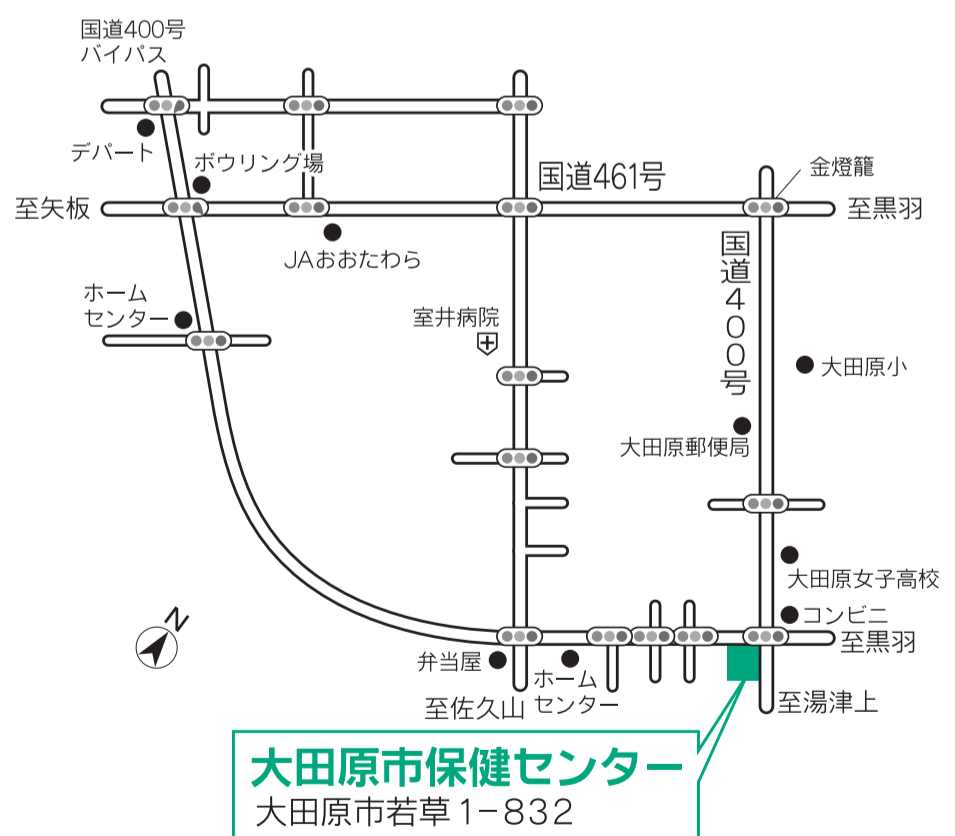 国道400号
バイパス
デパート
ボウリング場
国道461号
金燈籠
至矢板
至黒羽
JAおおたわら
国道400号
ホーム
センター
室井病院
大田原小
大田原郵便局
大田原女子高校
コンビニ
N
至黒羽
弁当屋
ホーム
センター
至佐久山
至湯津上
大田原市保健センター
大田原市若草1-832